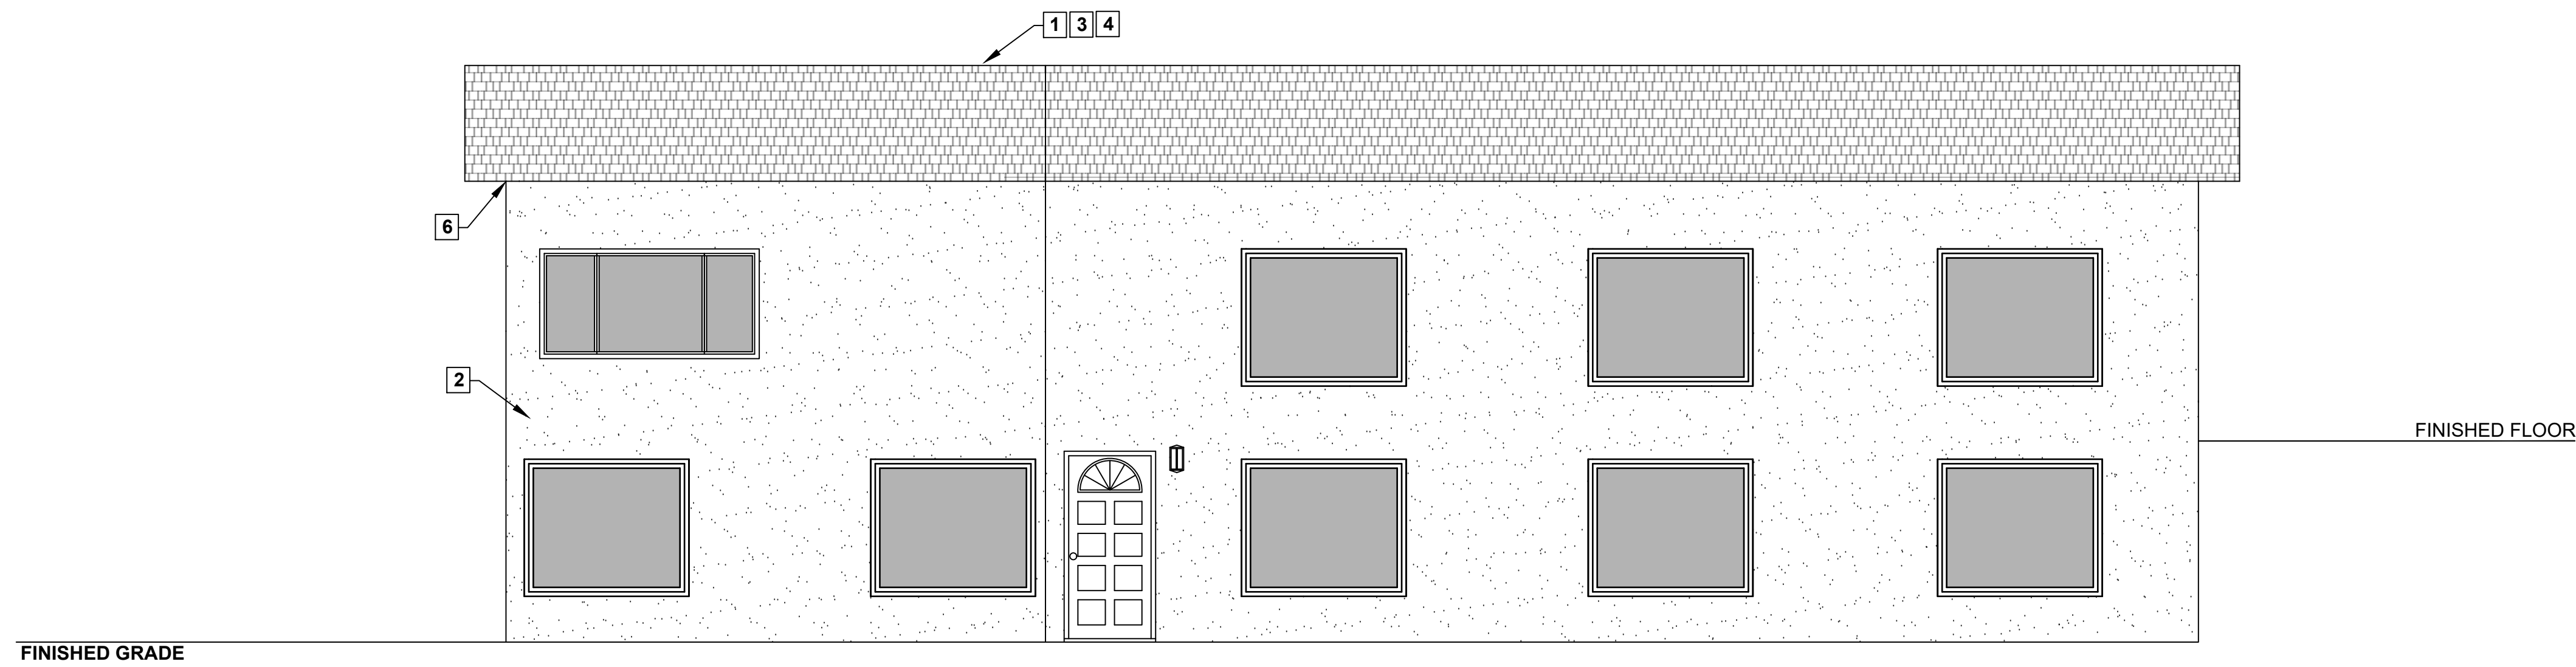 1 3 4
6
2
FINISHED FLOOR
FINISHED GRADE